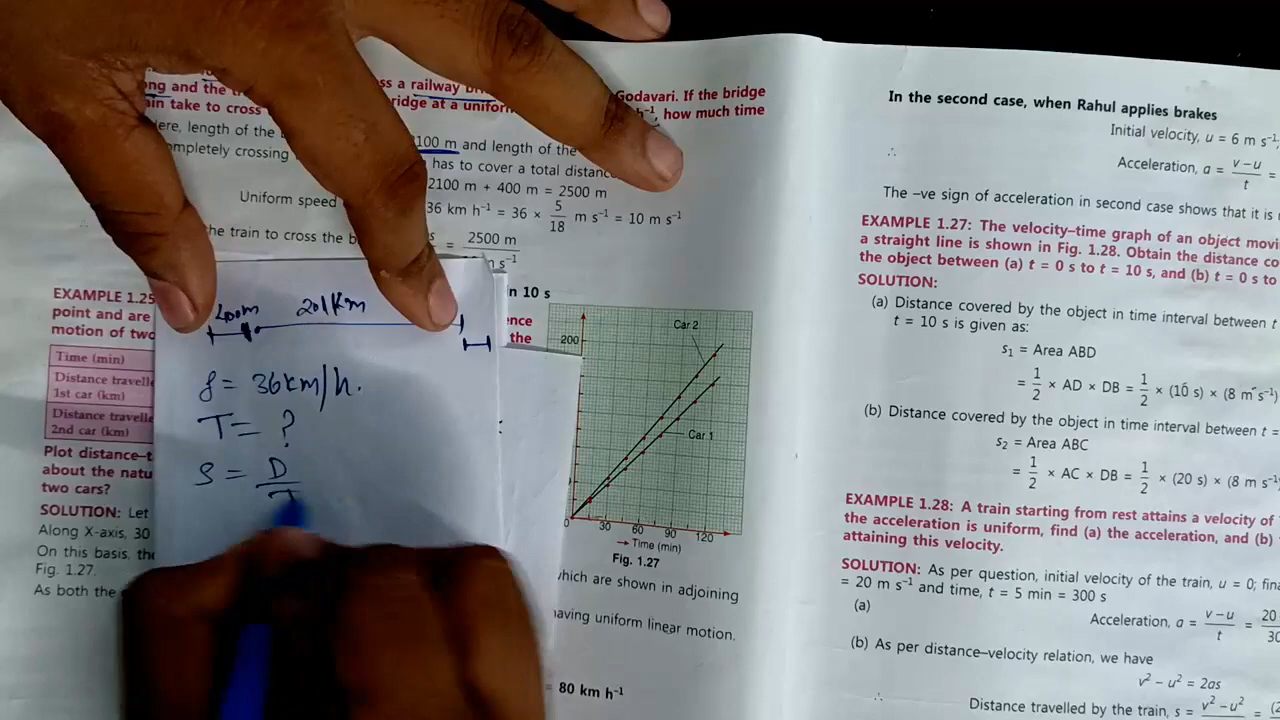 ss a railway
Godavari. If the bridge
ong and the
ain take to cross
ridge at a uniform
h⁻¹, how much time
ere, length of the
100 m and length of the
ompletely crossing
has to cover a total distance
2100 m + 400 m = 2500 m
Uniform speed
36 km h⁻¹ = 36 × 5/18 m s⁻¹ = 10 m s⁻¹
the train to cross the b
s = 2500 m
m s⁻¹
n 10 s
EXAMPLE 1.25
point and are
ence
motion of two
the
Time (min)
Distance travelle
1st car (km)
Distance travelle
2nd car (km)
Plot distance–t
about the natu
two cars?
SOLUTION: Let
Along X-axis, 30
On this basis, the
Fig. 1.27.
As both the
201km
S = 36km/h.
T = ?
S = D/T
200
Car 2
Car 1
0 30 60 90 120
Time (min)
Fig. 1.27
which are shown in adjoining
having uniform linear motion.
= 80 km h⁻¹
In the second case, when Rahul applies brakes
Initial velocity, u = 6 m s⁻¹,
∴ Acceleration, a = v–u/t =
The –ve sign of acceleration in second case shows that it is
EXAMPLE 1.27: The velocity–time graph of an object movi
a straight line is shown in Fig. 1.28. Obtain the distance co
the object between (a) t = 0 s to t = 10 s, and (b) t = 0 s to
SOLUTION:
(a) Distance covered by the object in time interval between t
t = 10 s is given as:
s₁ = Area ABD
= 1/2 × AD × DB = 1/2 × (10 s) × (8 m s⁻¹)
(b) Distance covered by the object in time interval between t =
s₂ = Area ABC
= 1/2 × AC × DB = 1/2 × (20 s) × (8 m s⁻¹
EXAMPLE 1.28: A train starting from rest attains a velocity of
the acceleration is uniform, find (a) the acceleration, and (b)
attaining this velocity.
SOLUTION: As per question, initial velocity of the train, u = 0; fina
= 20 m s⁻¹ and time, t = 5 min = 300 s
(a) Acceleration, a = v–u/t = 20/30
(b) As per distance–velocity relation, we have
v² – u² = 2as
∴ Distance travelled by the train, s = v² – u² = (2